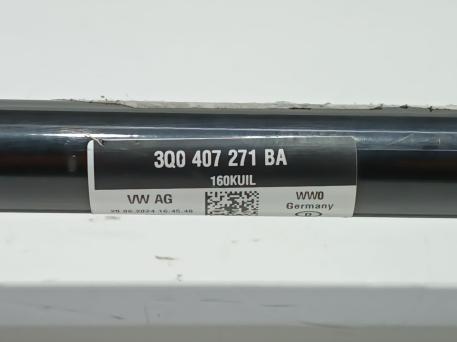 3Q0 407 271 BA
160KUIL
VW AG
WW0
Germany